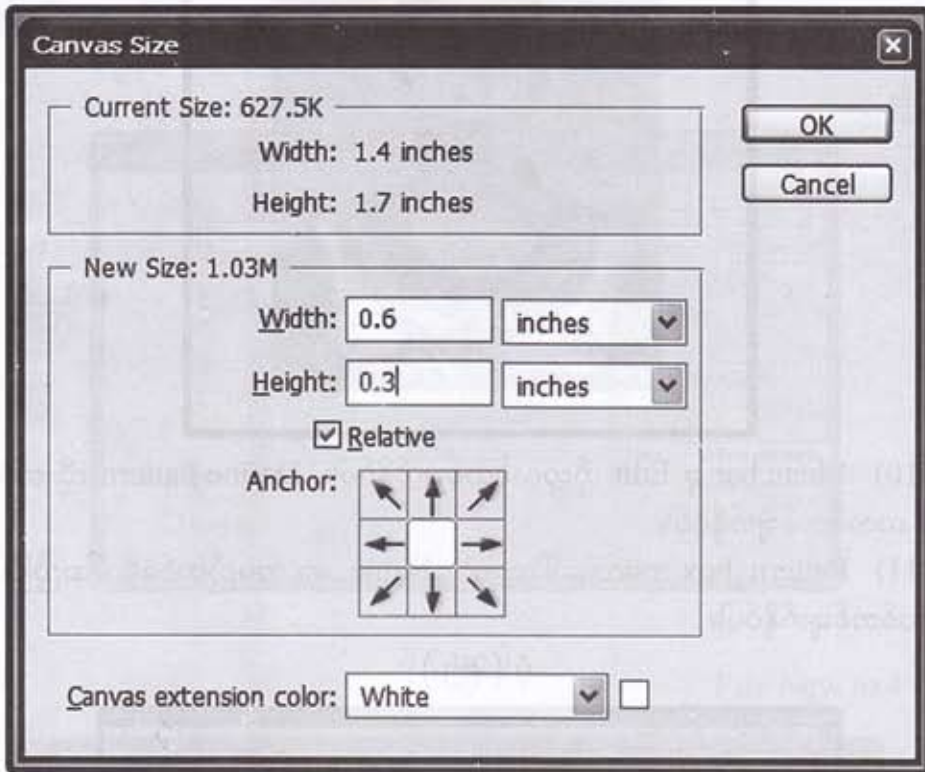 Canvas Size
Current Size: 627.5K
Width: 1.4 inches
Height: 1.7 inches
OK
Cancel
New Size: 1.03M
Width: 0.6 inches
Height: 0.3 inches
Relative
Anchor:
Canvas extension color: White